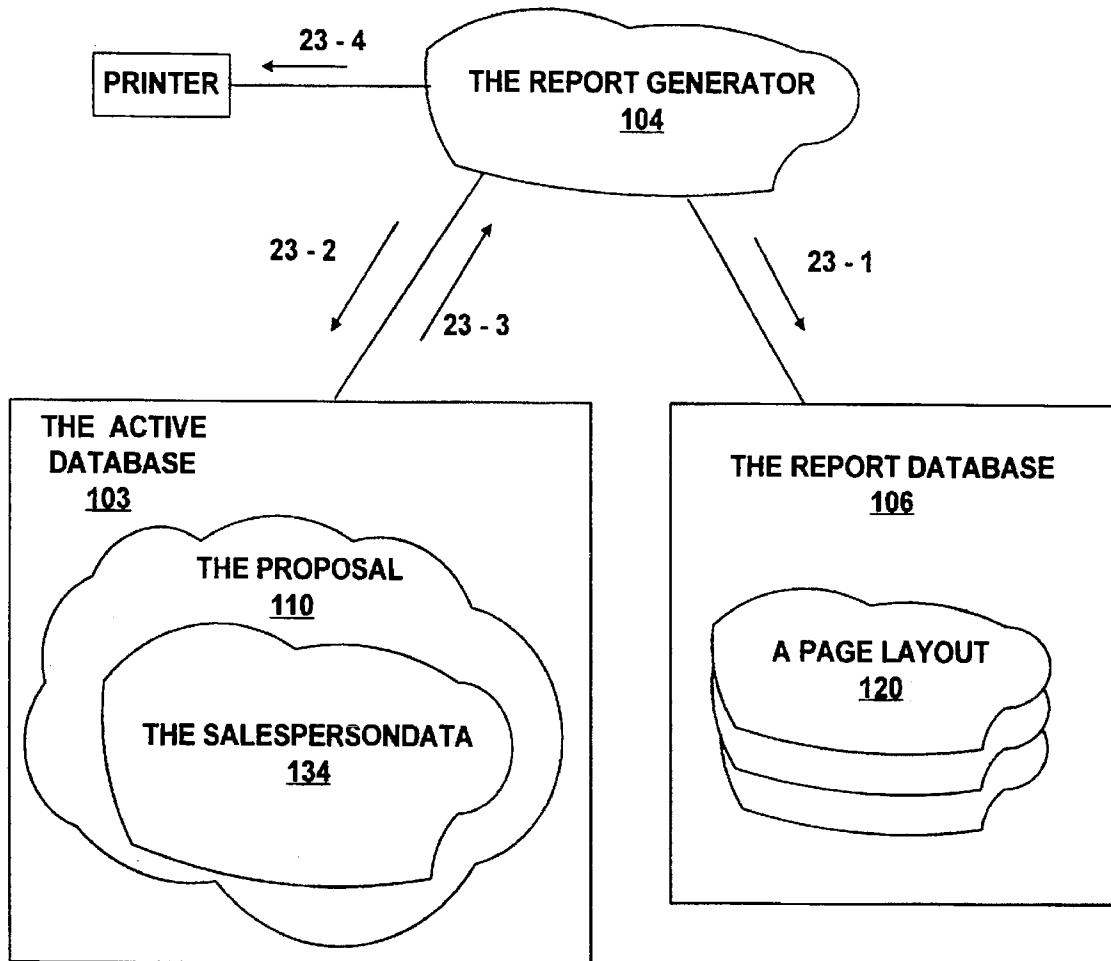 23 - 4
PRINTER
THE REPORT GENERATOR
104
23 - 2
23 - 3
23 - 1
THE ACTIVE
DATABASE
103
THE PROPOSAL
110
THE SALESPERSONDATA
134
THE REPORT DATABASE
106
A PAGE LAYOUT
120